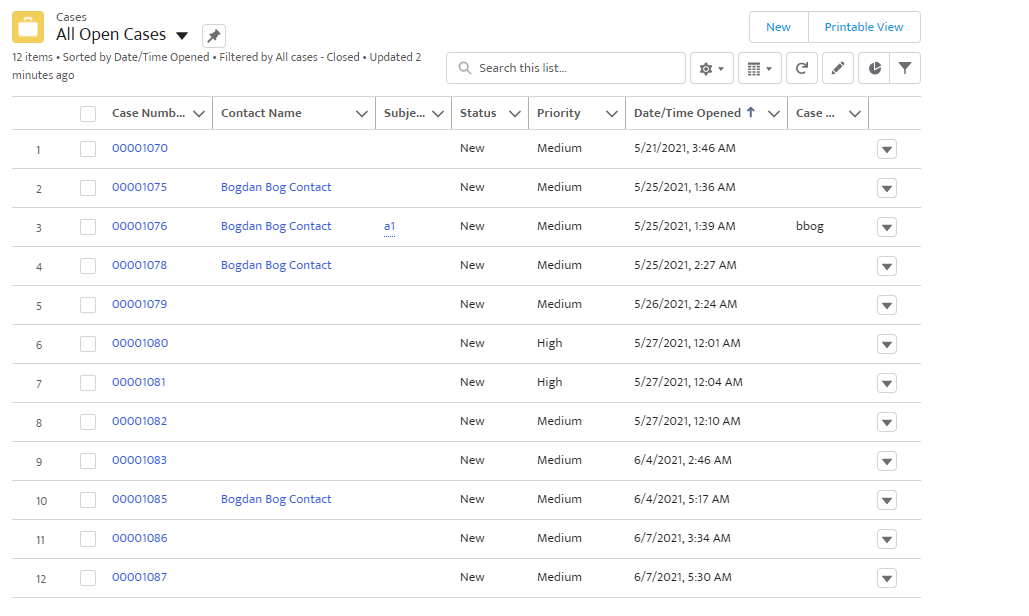 Cases
All Open Cases
New Printable View
12 items • Sorted by Date/Time Opened • Filtered by All cases - Closed • Updated 2
minutes ago
Search this list...
Case Numb... Contact Name Subje... Status Priority Date/Time Opened Case ...
1 00001070 New Medium 5/21/2021, 3:46 AM
2 00001075 Bogdan Bog Contact New Medium 5/25/2021, 1:36 AM
3 00001076 Bogdan Bog Contact a1 New Medium 5/25/2021, 1:39 AM bbog
4 00001078 Bogdan Bog Contact New Medium 5/25/2021, 2:27 AM
5 00001079 New Medium 5/26/2021, 2:24 AM
6 00001080 New High 5/27/2021, 12:01 AM
7 00001081 New High 5/27/2021, 12:04 AM
8 00001082 New Medium 5/27/2021, 12:10 AM
9 00001083 New Medium 6/4/2021, 2:46 AM
10 00001085 Bogdan Bog Contact New Medium 6/4/2021, 5:17 AM
11 00001086 New Medium 6/7/2021, 3:34 AM
12 00001087 New Medium 6/7/2021, 5:30 AM